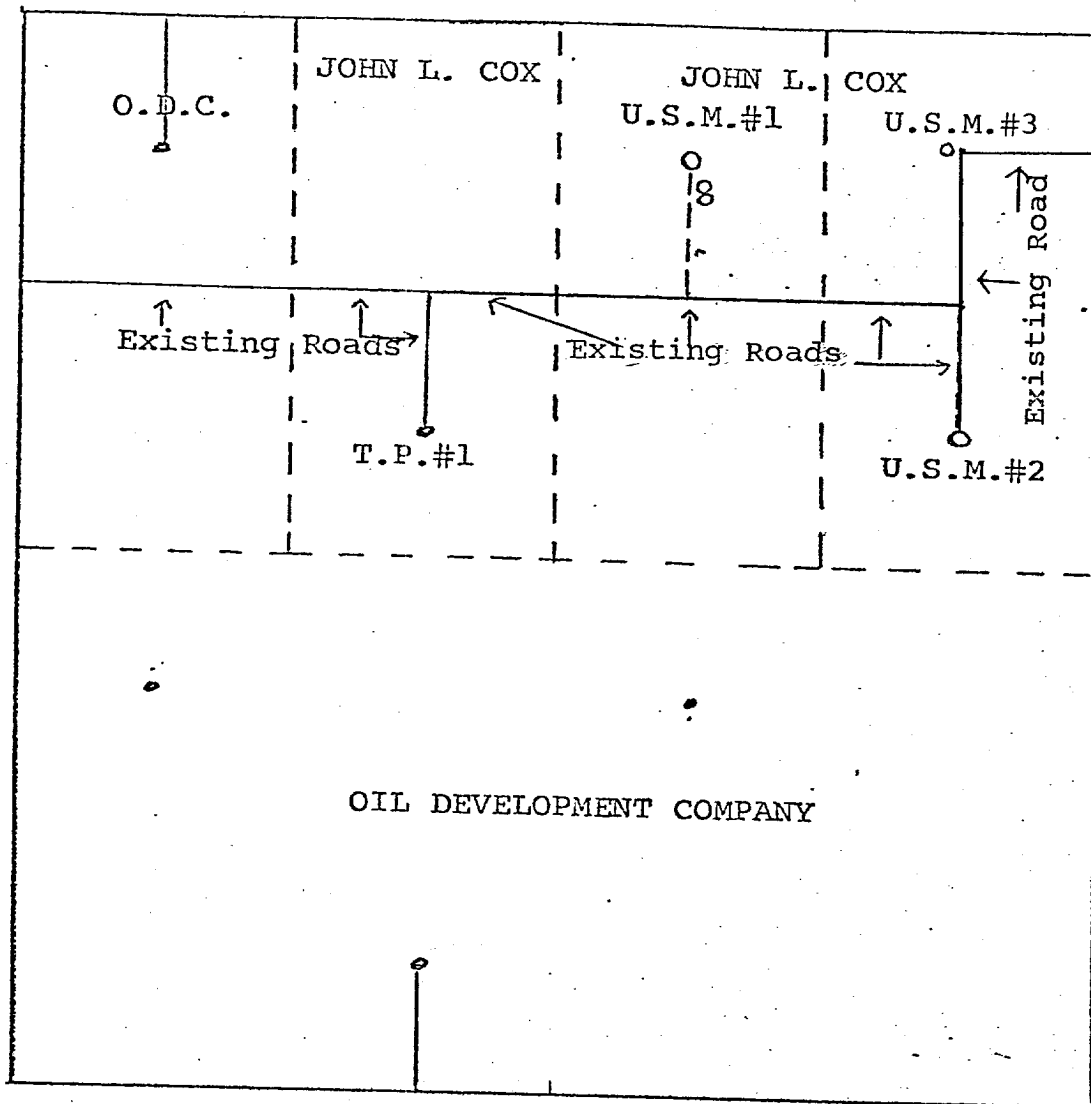 JOHN L. COX
JOHN L. COX
O.D.C.
U.S.M.#1
U.S.M.#3
8
Existing Road
Existing Roads
Existing Roads
T.P.#1
U.S.M.#2
OIL DEVELOPMENT COMPANY